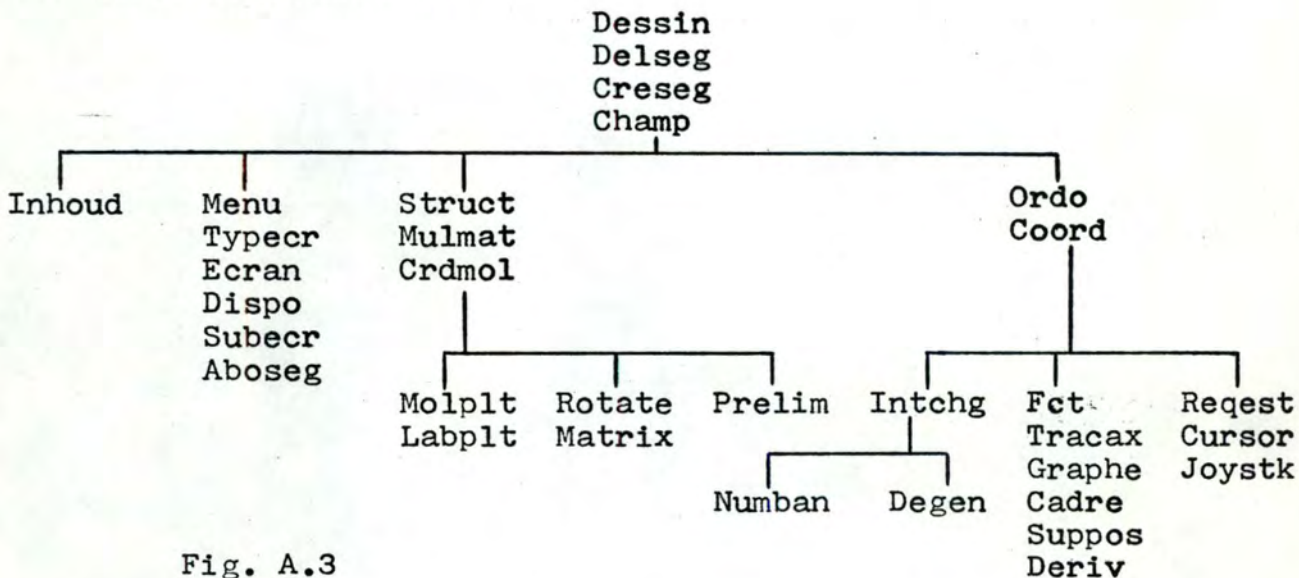 Dessin
Delseg
Creseg
Champ
Inhoud
Menu
Typecr
Ecran
Dispo
Subecr
Aboseg
Struct
Mulmat
Crdmol
Ordo
Coord
Molplt
Labplt
Rotate
Matrix
Prelim
Intchg
Numban
Degen
Fct
Tracax
Graphe
Cadre
Suppos
Deriv
Reqest
Cursor
Joystk
Fig. A.3